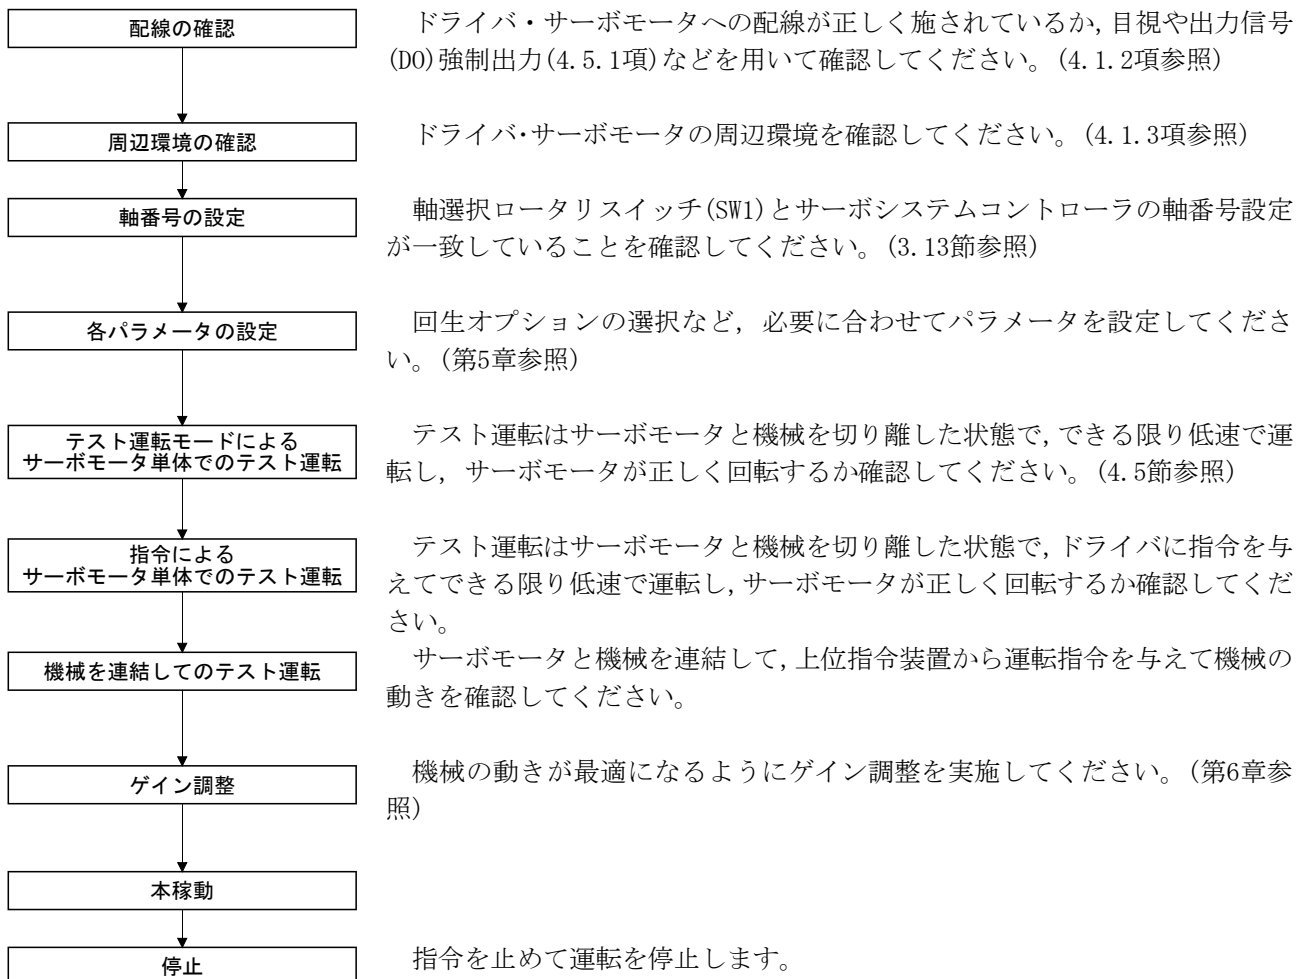 配線の確認
ドライバ・サーボモータへの配線が正しく施されているか,目視や出力信号
(DO)強制出力(4.5.1項)などを用いて確認してください。(4.1.2項参照)
周辺環境の確認
ドライバ・サーボモータの周辺環境を確認してください。(4.1.3項参照)
軸番号の設定
軸選択ロータリスイッチ(SW1)とサーボシステムコントローラの軸番号設定
が一致していることを確認してください。(3.13節参照)
各パラメータの設定
回生オプションの選択など, 必要に合わせてパラメータを設定してくださ
い。(第5章参照)
テスト運転モードによる
サーボモータ単体でのテスト運転
テスト運転はサーボモータと機械を切り離した状態で,できる限り低速で運
転し, サーボモータが正しく回転するか確認してください。(4.5節参照)
指令による
サーボモータ単体でのテスト運転
テスト運転はサーボモータと機械を切り離した状態で,ドライバに指令を与
えてできる限り低速で運転し,サーボモータが正しく回転するか確認してくだ
さい。
機械を連結してのテスト運転
サーボモータと機械を連結して,上位指令装置から運転指令を与えて機械の
動きを確認してください。
ゲイン調整
機械の動きが最適になるようにゲイン調整を実施してください。(第6章参
照)
本稼動
停止
指令を止めて運転を停止します。